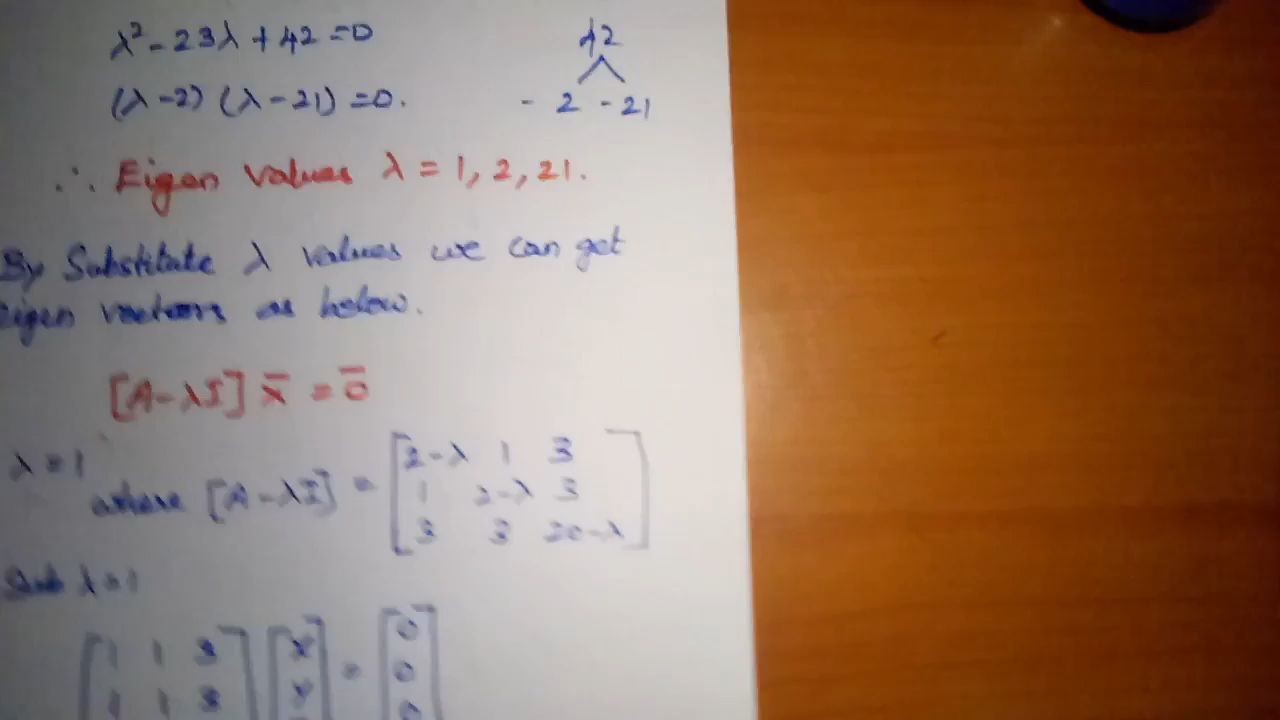 λ² - 23λ + 42 = 0
42
(λ - 2) (λ - 21) = 0.
- 2 - 21
∴ Eigen values λ = 1, 2, 21.
By Substitute λ values we can get
eigen vectors as below.
[A - λI] x̄ = 0̄
λ = 1
where [A - λI] = [2-λ 1 3
1 2-λ 3
3 3 20-λ]
Sub λ = 1
[1 1 3 [x = [0
1 1 3 y 0
0